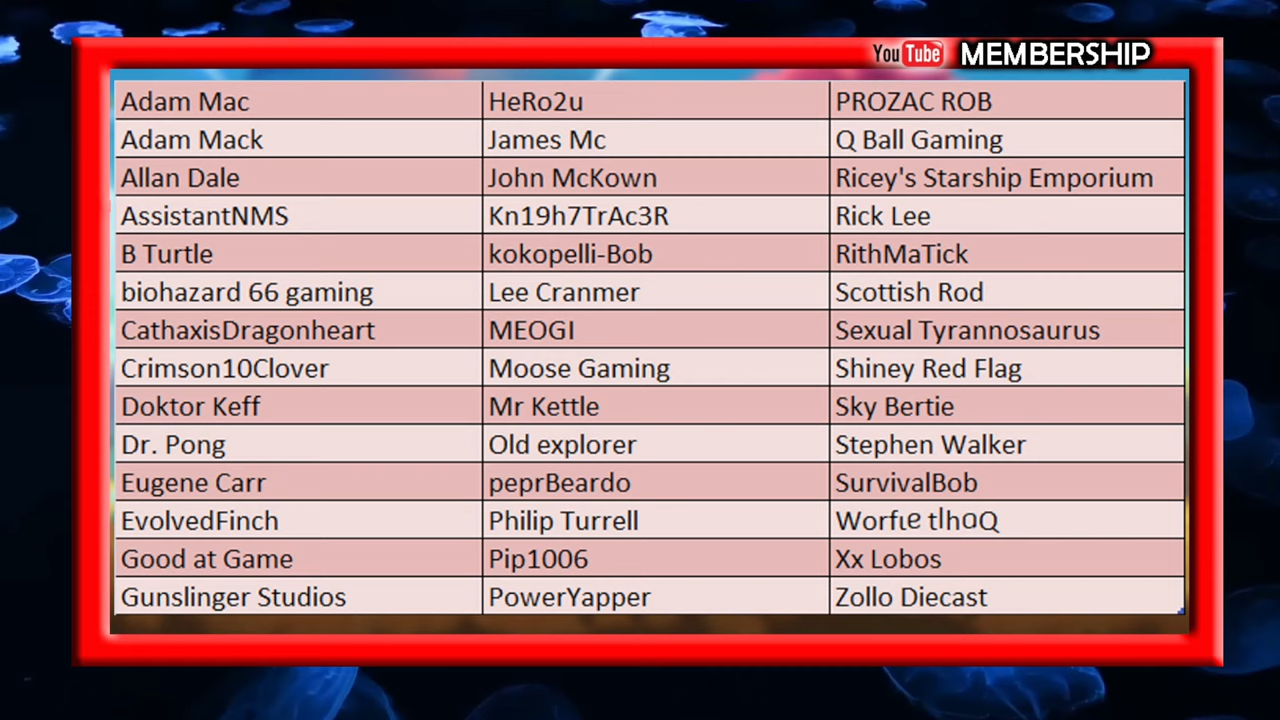 YouTube MEMBERSHIP
Adam Mac HeRo2u PROZAC ROB
Adam Mack James Mc Q Ball Gaming
Allan Dale John McKown Ricey's Starship Emporium
AssistantNMS Kn19h7TrAc3R Rick Lee
B Turtle kokopelli-Bob RithMaTick
biohazard 66 gaming Lee Cranmer Scottish Rod
CathaxisDragonheart MEOGI Sexual Tyrannosaurus
Crimson10Clover Moose Gaming Shiney Red Flag
Doktor Keff Mr Kettle Sky Bertie
Dr. Pong Old explorer Stephen Walker
Eugene Carr peprBeardo SurvivalBob
EvolvedFinch Philip Turrell Worfιҽ tlhαQ
Good at Game Pip1006 Xx Lobos
Gunslinger Studios PowerYapper Zollo Diecast